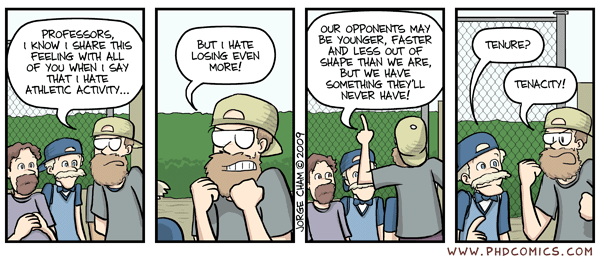 PROFESSORS,
I KNOW I SHARE THIS
FEELING WITH ALL
OF YOU WHEN I SAY
THAT I HATE
ATHLETIC ACTIVITY...
BUT I HATE
LOSING EVEN
MORE!
JORGE CHAM © 2009
OUR OPPONENTS MAY
BE YOUNGER, FASTER
AND LESS OUT OF
SHAPE THAN WE ARE,
BUT WE HAVE
SOMETHING THEY'LL
NEVER HAVE!
TENURE?
TENACITY!
WWW.PHDCOMICS.COM